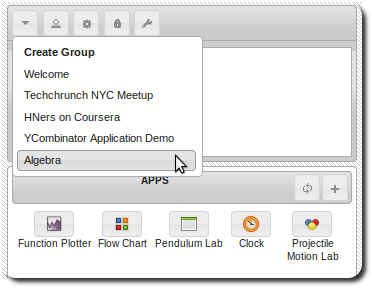 Create Group
Welcome
Techchrunch NYC Meetup
HNers on Coursera
YCombinator Application Demo
Algebra
APPS
Function Plotter
Flow Chart
Pendulum Lab
Clock
Projectile
Motion Lab